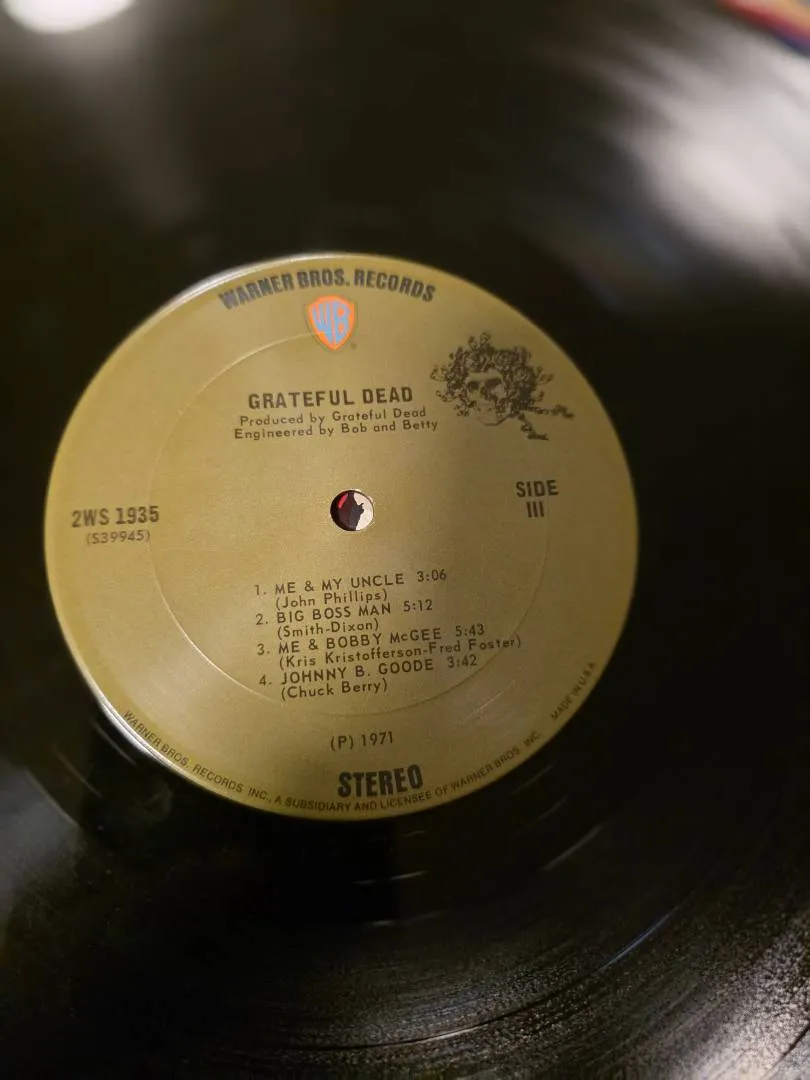 WARNER BROS. RECORDS
WB
GRATEFUL DEAD
Produced by Grateful Dead
Engineered by Bob and Betty
2WS 1935
(S39945)
SIDE
III
1. ME & MY UNCLE 3:06
(John Phillips)
2. BIG BOSS MAN 5:12
(Smith-Dixon)
3. ME & BOBBY McGEE 5:43
(Kris Kristofferson-Fred Foster)
4. JOHNNY B. GOODE 3:42
(Chuck Berry)
(P) 1971
STEREO
WARNER BROS. RECORDS INC., A SUBSIDIARY AND LICENSEE OF WARNER BROS. INC. MADE IN U.S.A.